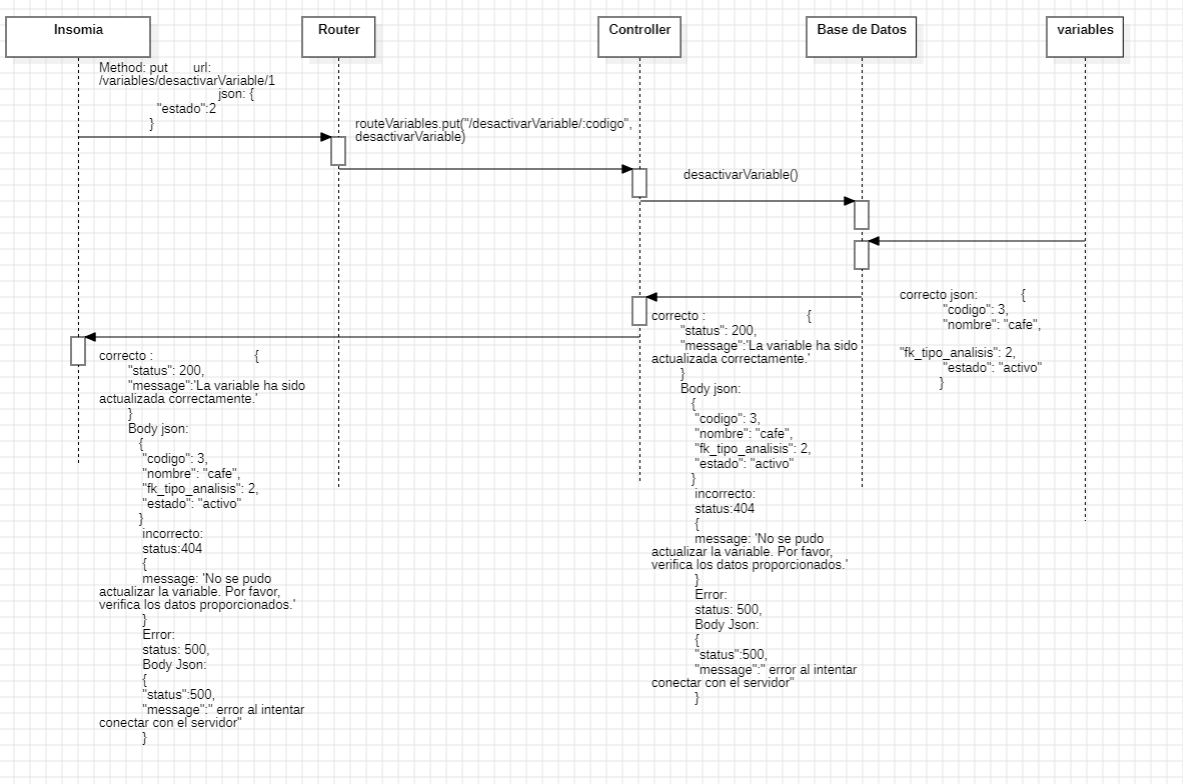 Insomia
Router
Controller
Base de Datos
variables
Method: put url:
/variables/desactivarVariable/1
json: {
"estado":2
}
routeVariables.put("/desactivarVariable/:codigo",
desactivarVariable)
desactivarVariable()
correcto json: {
"codigo": 3,
"nombre": "cafe",
"fk_tipo_analisis": 2,
"estado": "activo"
}
correcto : {
"status": 200,
"message":'La variable ha sido
actualizada correctamente.'
}
Body json:
{
"codigo": 3,
"nombre": "cafe",
"fk_tipo_analisis": 2,
"estado": "activo"
}
incorrecto:
status:404
{
message: 'No se pudo
actualizar la variable. Por favor,
verifica los datos proporcionados.'
}
Error:
status: 500,
Body Json:
{
"status":500,
"message":" error al intentar
conectar con el servidor"
}
correcto : {
"status": 200,
"message":'La variable ha sido
actualizada correctamente.'
}
Body json:
{
"codigo": 3,
"nombre": "cafe",
"fk_tipo_analisis": 2,
"estado": "activo"
}
incorrecto:
status:404
{
message: 'No se pudo
actualizar la variable. Por favor,
verifica los datos proporcionados.'
}
Error:
status: 500,
Body Json:
{
"status":500,
"message":" error al intentar
conectar con el servidor"
}